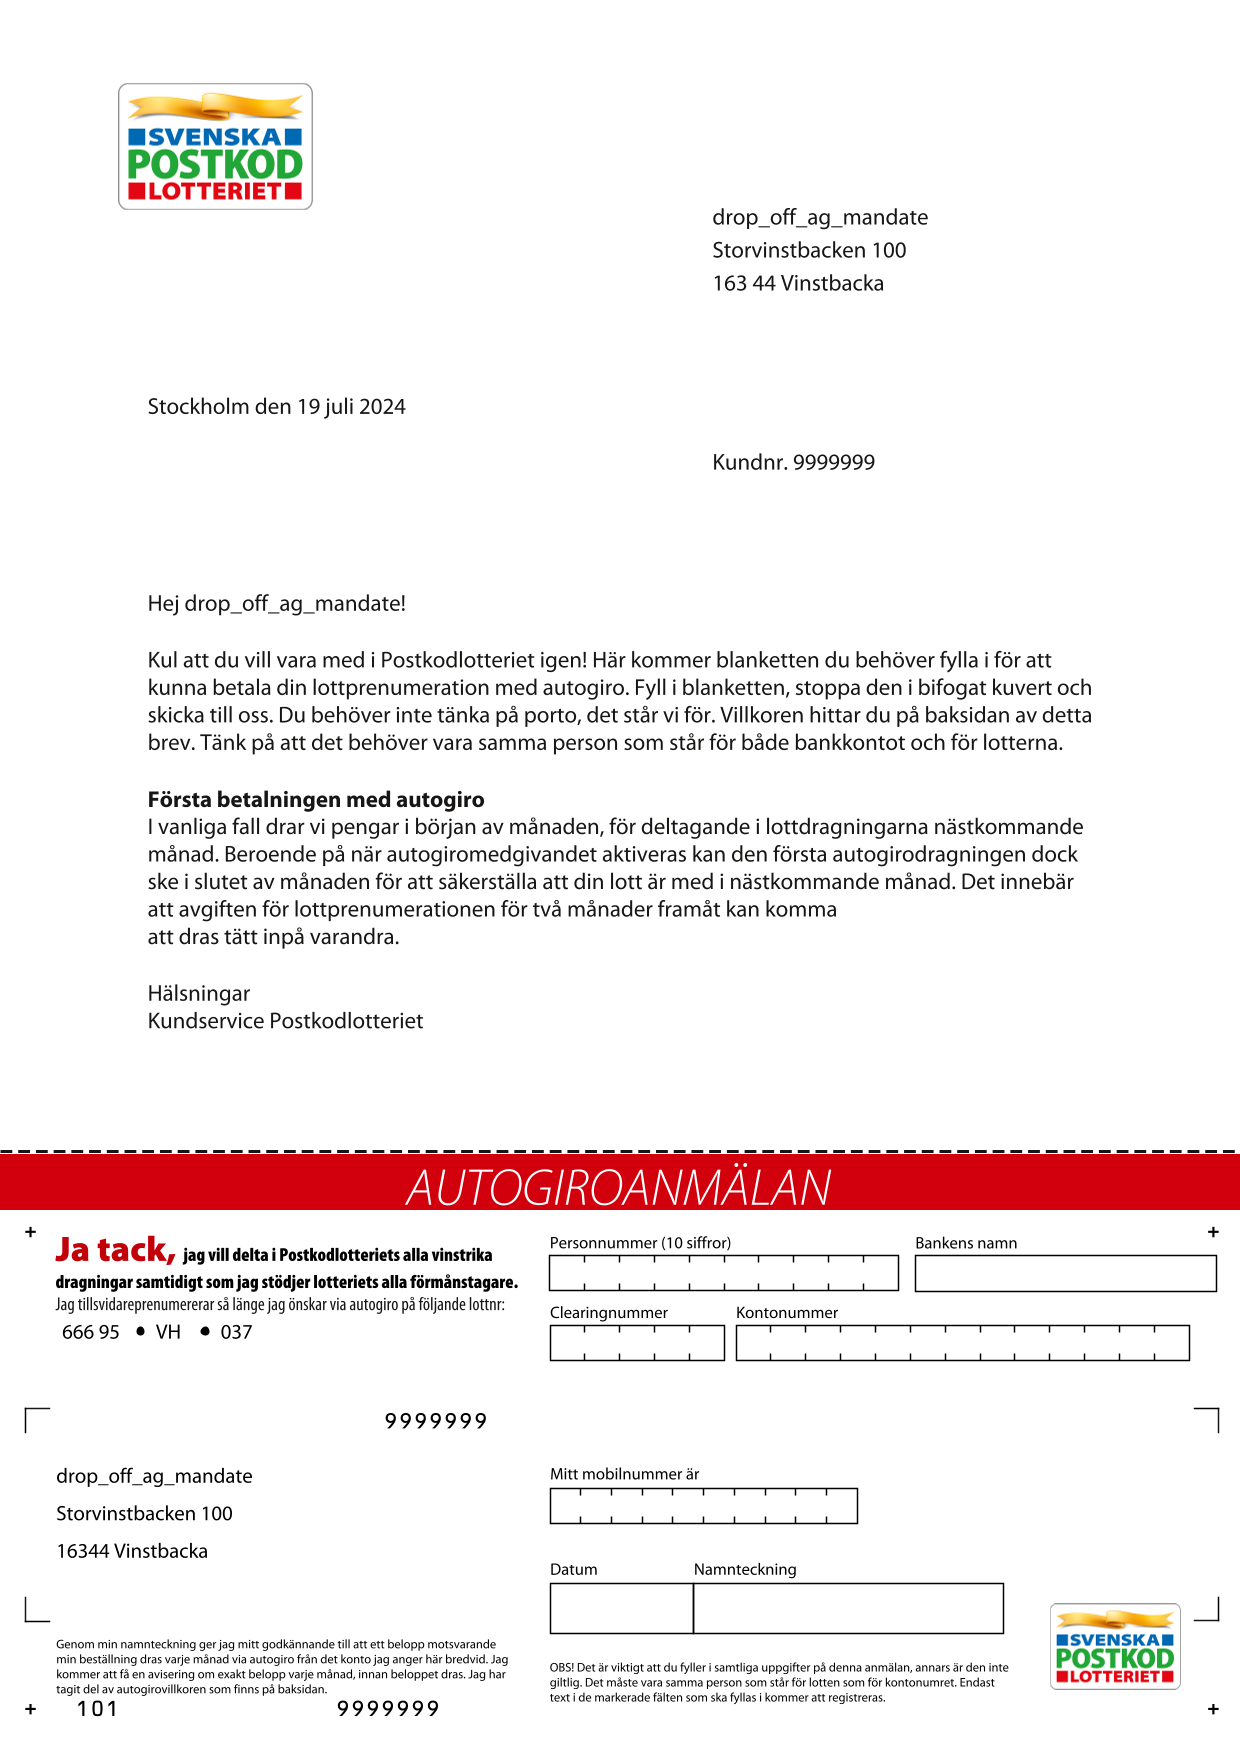 SVENSKA
POSTKOD
LOTTERIET
drop_off_ag_mandate
Storvinstbacken 100
163 44 Vinstbacka
Stockholm den 19 juli 2024
Kundnr. 9999999
Hej drop_off_ag_mandate!
Kul att du vill vara med i Postkodlotteriet igen! Här kommer blanketten du behöver fylla i för att
kunna betala din lottprenumeration med autogiro. Fyll i blanketten, stoppa den i bifogat kuvert och
skicka till oss. Du behöver inte tänka på porto, det står vi för. Villkoren hittar du på baksidan av detta
brev. Tänk på att det behöver vara samma person som står för både bankkontot och för lotterna.
Första betalningen med autogiro
I vanliga fall drar vi pengar i början av månaden, för deltagande i lottdragningarna nästkommande
månad. Beroende på när autogiromedgivandet aktiveras kan den första autogirodragningen dock
ske i slutet av månaden för att säkerställa att din lott är med i nästkommande månad. Det innebär
att avgiften för lottprenumerationen för två månader framåt kan komma
att dras tätt inpå varandra.
Hälsningar
Kundservice Postkodlotteriet
AUTOGIROANMÄLAN
Ja tack, jag vill delta i Postkodlotteriets alla vinstrika
dragningar samtidigt som jag stödjer lotteriets alla förmånstagare.
Jag tillsvidareprenumererar så länge jag önskar via autogiro på följande lottnr:
666 95 • VH • 037
Personnummer (10 siffror)
Bankens namn
Clearingnummer
Kontonummer
9999999
drop_off_ag_mandate
Storvinstbacken 100
16344 Vinstbacka
Mitt mobilnummer är
Datum
Namnteckning
Genom min namnteckning ger jag mitt godkännande till att ett belopp motsvarande
min beställning dras varje månad via autogiro från det konto jag anger här bredvid. Jag
kommer att få en avisering om exakt belopp varje månad, innan beloppet dras. Jag har
tagit del av autogirovillkoren som finns på baksidan.
101 9999999
OBS! Det är viktigt att du fyller i samtliga uppgifter på denna anmälan, annars är den inte
giltlig. Det måste vara samma person som står för lotten som för kontonumret. Endast
text i de markerade fälten som ska fyllas i kommer att registreras.
SVENSKA
POSTKOD
LOTTERIET